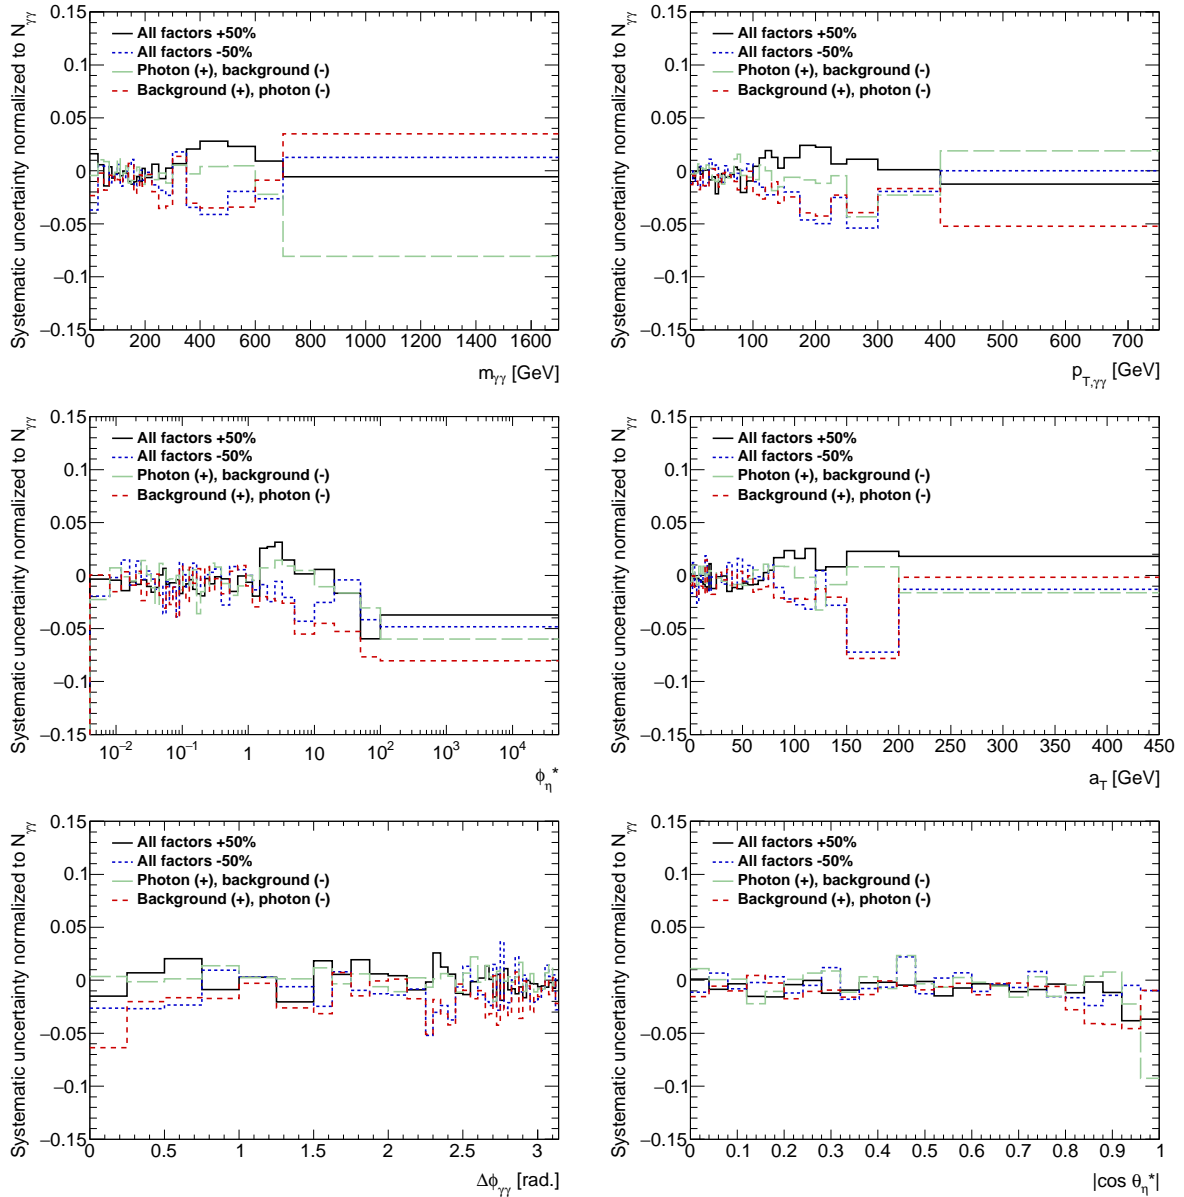 Systematic uncertainty normalized to Nγγ
0.15
0.1
0.05
0
−0.05
−0.1
−0.15
All factors +50%
All factors -50%
Photon (+), background (-)
Background (+), photon (-)
0 200 400 600 800 1000 1200 1400 1600
mγγ [GeV]
Systematic uncertainty normalized to Nγγ
0.15
0.1
0.05
0
−0.05
−0.1
−0.15
All factors +50%
All factors -50%
Photon (+), background (-)
Background (+), photon (-)
0 100 200 300 400 500 600 700
pT,γγ [GeV]
Systematic uncertainty normalized to Nγγ
0.15
0.1
0.05
0
−0.05
−0.1
−0.15
All factors +50%
All factors -50%
Photon (+), background (-)
Background (+), photon (-)
10⁻² 10⁻¹ 1 10 10² 10³ 10⁴
ϕη*
Systematic uncertainty normalized to Nγγ
0.15
0.1
0.05
0
−0.05
−0.1
−0.15
All factors +50%
All factors -50%
Photon (+), background (-)
Background (+), photon (-)
0 50 100 150 200 250 300 350 400 450
aT [GeV]
Systematic uncertainty normalized to Nγγ
0.15
0.1
0.05
0
−0.05
−0.1
−0.15
All factors +50%
All factors -50%
Photon (+), background (-)
Background (+), photon (-)
0 0.5 1 1.5 2 2.5 3
Δϕγγ [rad.]
Systematic uncertainty normalized to Nγγ
0.15
0.1
0.05
0
−0.05
−0.1
−0.15
All factors +50%
All factors -50%
Photon (+), background (-)
Background (+), photon (-)
0 0.1 0.2 0.3 0.4 0.5 0.6 0.7 0.8 0.9 1
|cos θη*|